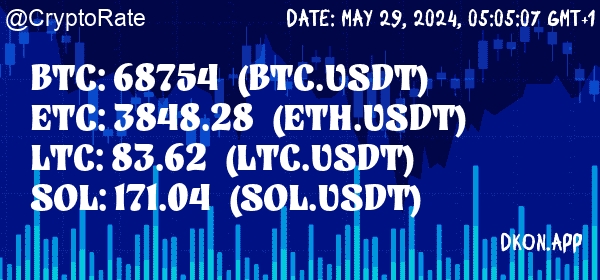 @CryptoRate
DATE: MAY 29, 2024, 05:05:07 GMT+1
BTC: 68754 (BTC.USDT)
ETC: 3848.28 (ETH.USDT)
LTC: 83.62 (LTC.USDT)
SOL: 171.04 (SOL.USDT)
DKON.APP